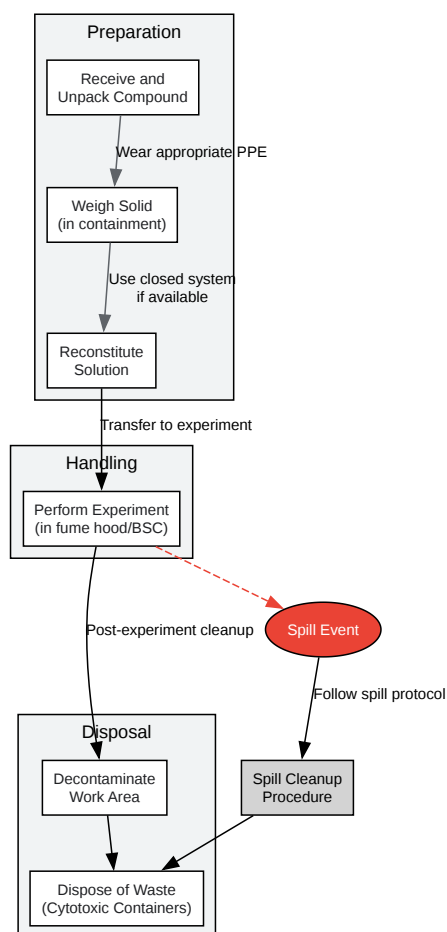 Preparation
Receive and
Unpack Compound
Wear appropriate PPE
Weigh Solid
(in containment)
Use closed system
if available
Reconstitute
Solution
Transfer to experiment
Handling
Perform Experiment
(in fume hood/BSC)
Post-experiment cleanup
Spill Event
Follow spill protocol
Disposal
Decontaminate
Work Area
Spill Cleanup
Procedure
Dispose of Waste
(Cytotoxic Containers)